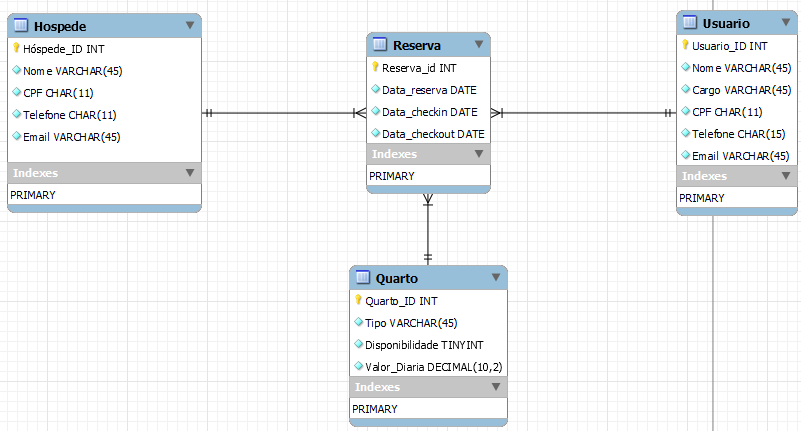 Hospede
Hóspede_ID INT
Nome VARCHAR(45)
CPF CHAR(11)
Telefone CHAR(11)
Email VARCHAR(45)
Indexes
PRIMARY
Reserva
Reserva_id INT
Data_reserva DATE
Data_checkin DATE
Data_checkout DATE
Indexes
PRIMARY
Usuario
Usuario_ID INT
Nome VARCHAR(45)
Cargo VARCHAR(45)
CPF CHAR(11)
Telefone CHAR(15)
Email VARCHAR(45)
Indexes
PRIMARY
Quarto
Quarto_ID INT
Tipo VARCHAR(45)
Disponibilidade TINYINT
Valor_Diaria DECIMAL(10,2)
Indexes
PRIMARY